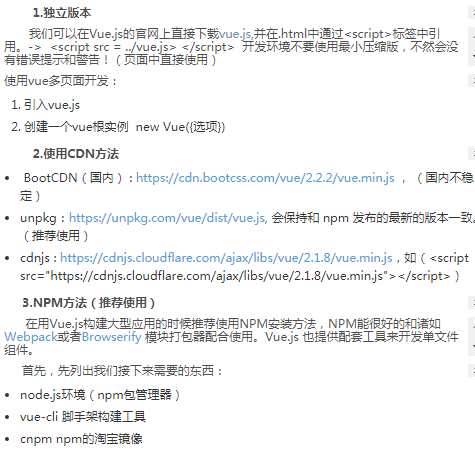 1.独立版本
我们可以在Vue.js的官网上直接下载vue.js,并在.html中通过<script>标签中引
用。-> <script src = ../vue.js> </script> 开发环境不要使用最小压缩版，不然会没
有错误提示和警告！（页面中直接使用）
使用vue多页面开发：
1. 引入vue.js
2. 创建一个vue根实例 new Vue({选项})
2.使用CDN方法
• BootCDN（国内） : https://cdn.bootcss.com/vue/2.2.2/vue.min.js ， （国内不稳
定）
• unpkg：https://unpkg.com/vue/dist/vue.js, 会保持和 npm 发布的最新的版本一致。
（推荐使用）
• cdnjs : https://cdnjs.cloudflare.com/ajax/libs/vue/2.1.8/vue.min.js，如（<script
src="https://cdnjs.cloudflare.com/ajax/libs/vue/2.1.8/vue.min.js"></script>）
3.NPM方法（推荐使用）
在用Vue.js构建大型应用的时候推荐使用NPM安装方法，NPM能很好的和诸如
Webpack或者Browserify 模块打包器配合使用。Vue.js 也提供配套工具来开发单文件
组件。
首先，先列出我们接下来需要的东西：
• node.js环境（npm包管理器）
• vue-cli 脚手架构建工具
• cnpm npm的淘宝镜像